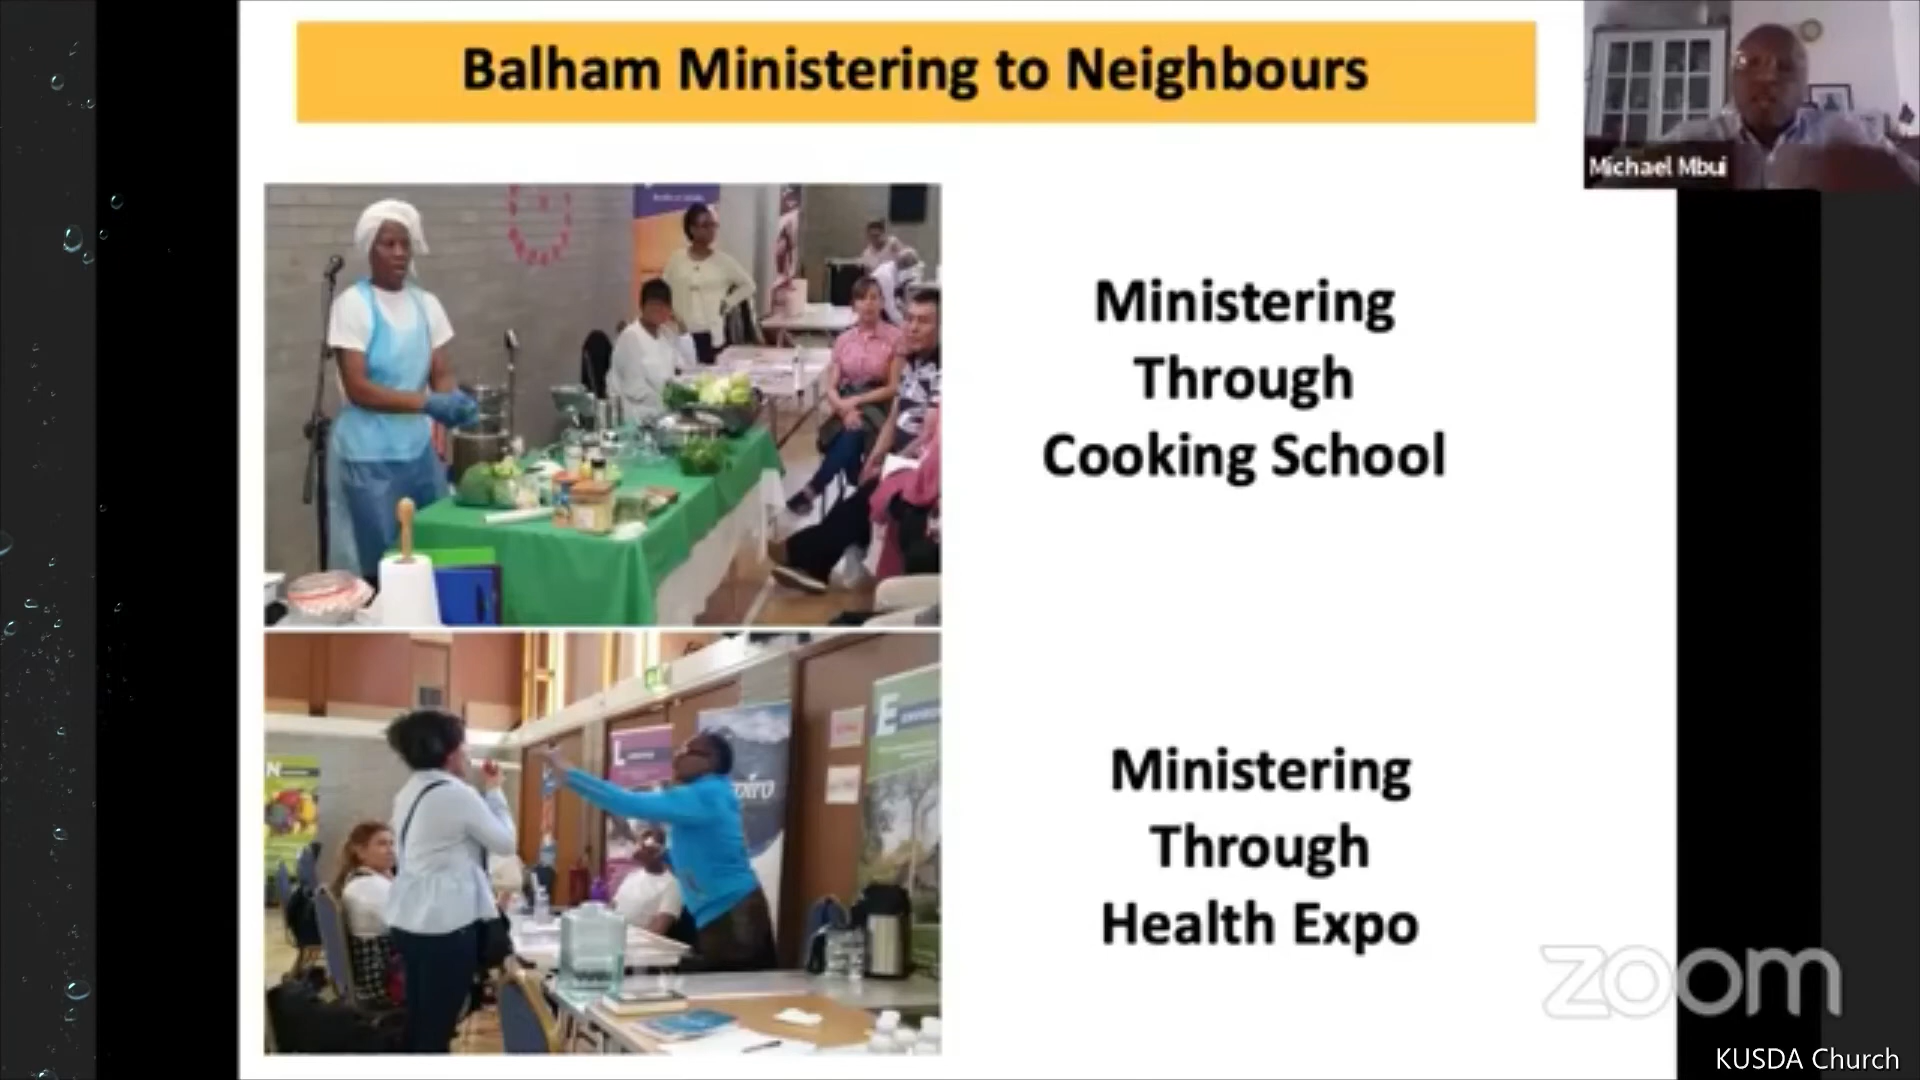 Balham Ministering to Neighbours
Michael Mbui
Ministering
Through
Cooking School
Ministering
Through
Health Expo
N
L
E
zoom
KUSDA Church